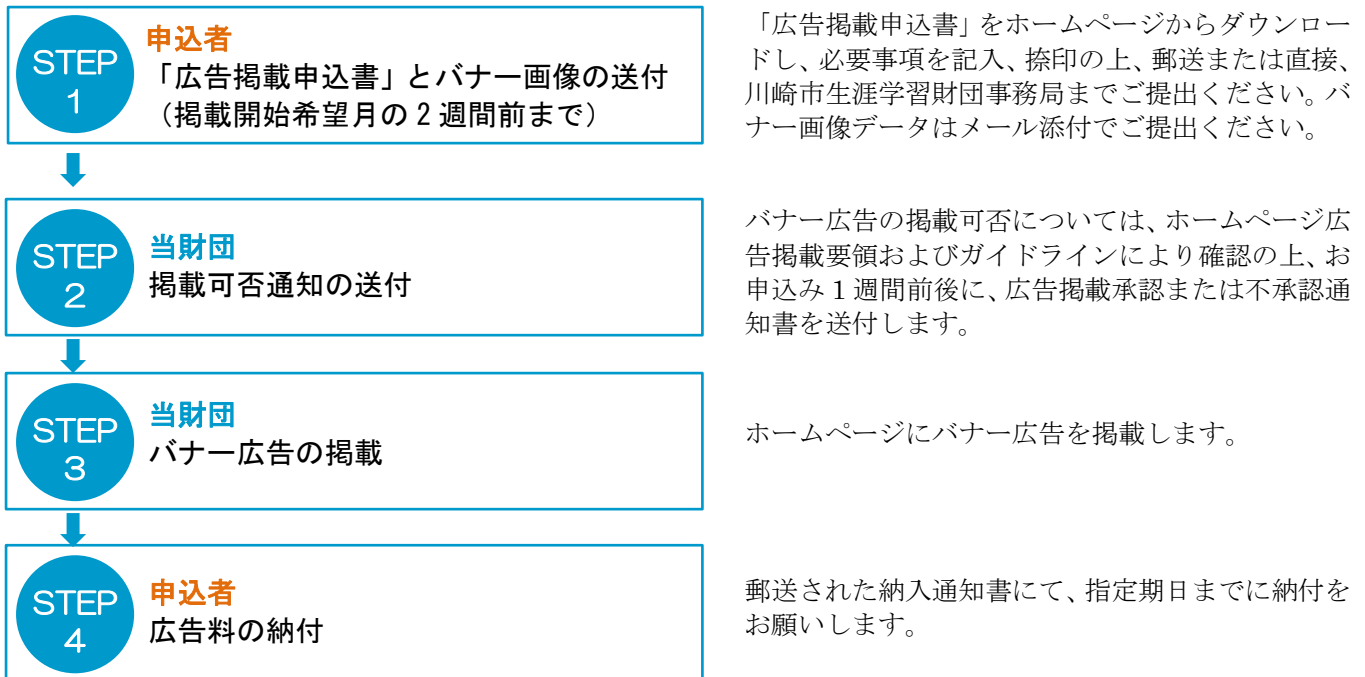 STEP
1
申込者
「広告掲載申込書」とバナー画像の送付
（掲載開始希望月の2週間前まで）
「広告掲載申込書」をホームページからダウンロー
ドし、必要事項を記入、捺印の上、郵送または直接、
川崎市生涯学習財団事務局までご提出ください。バ
ナー画像データはメール添付でご提出ください。
STEP
2
当財団
掲載可否通知の送付
バナー広告の掲載可否については、ホームページ広
告掲載要領およびガイドラインにより確認の上、お
申込み１週間前後に、広告掲載承認または不承認通
知書を送付します。
STEP
3
当財団
バナー広告の掲載
ホームページにバナー広告を掲載します。
STEP
4
申込者
広告料の納付
郵送された納入通知書にて、指定期日までに納付を
お願いします。